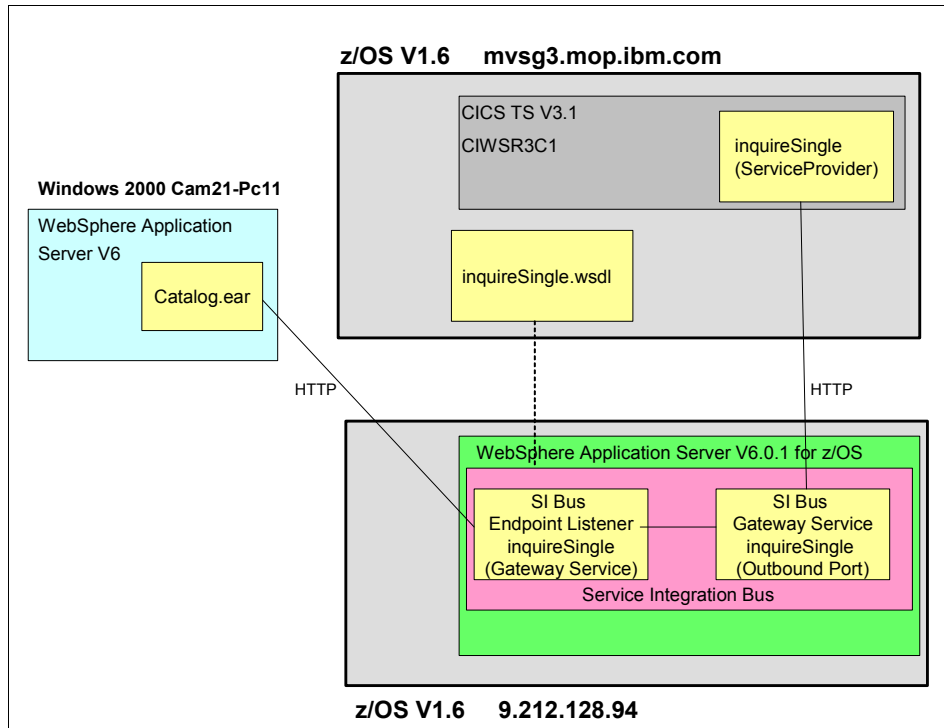 z/OS V1.6 mvsg3.mop.ibm.com
CICS TS V3.1
CIWSR3C1
inquireSingle
(ServiceProvider)
Windows 2000 Cam21-Pc11
WebSphere Application
Server V6
Catalog.ear
inquireSingle.wsdl
HTTP
HTTP
WebSphere Application Server V6.0.1 for z/OS
SI Bus
Endpoint Listener
inquireSingle
(Gateway Service)
SI Bus
Gateway Service
inquireSingle
(Outbound Port)
Service Integration Bus
z/OS V1.6 9.212.128.94